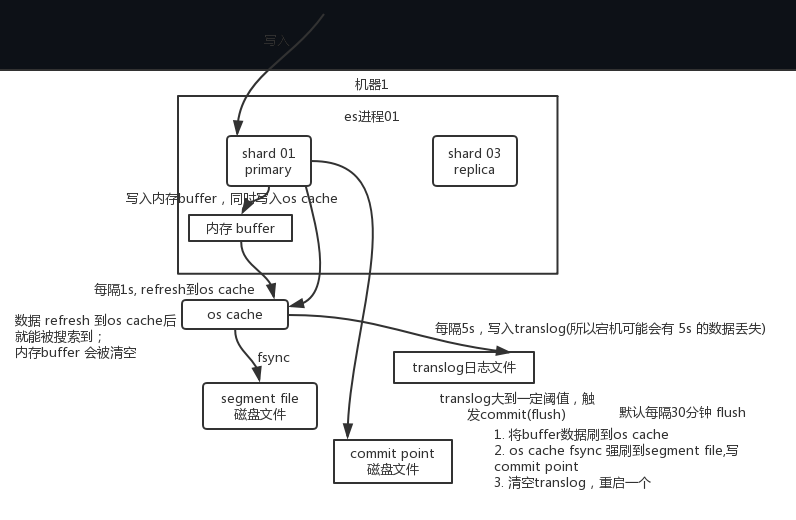 写入
机器1
es进程01
shard 01
primary
shard 03
replica
写入内存buffer，同时写入os cache
内存 buffer
每隔1s, refresh到os cache
os cache
数据 refresh 到os cache后
就能被搜索到；
内存buffer 会被清空
每隔5s，写入translog(所以宕机可能会有 5s 的数据丢失)
fsync
translog日志文件
segment file
磁盘文件
translog大到一定阈值，触
发commit(flush)
默认每隔30分钟 flush
1. 将buffer数据刷到os cache
2. os cache fsync 强刷到segment file,写
commit point
3. 清空translog，重启一个
commit point
磁盘文件